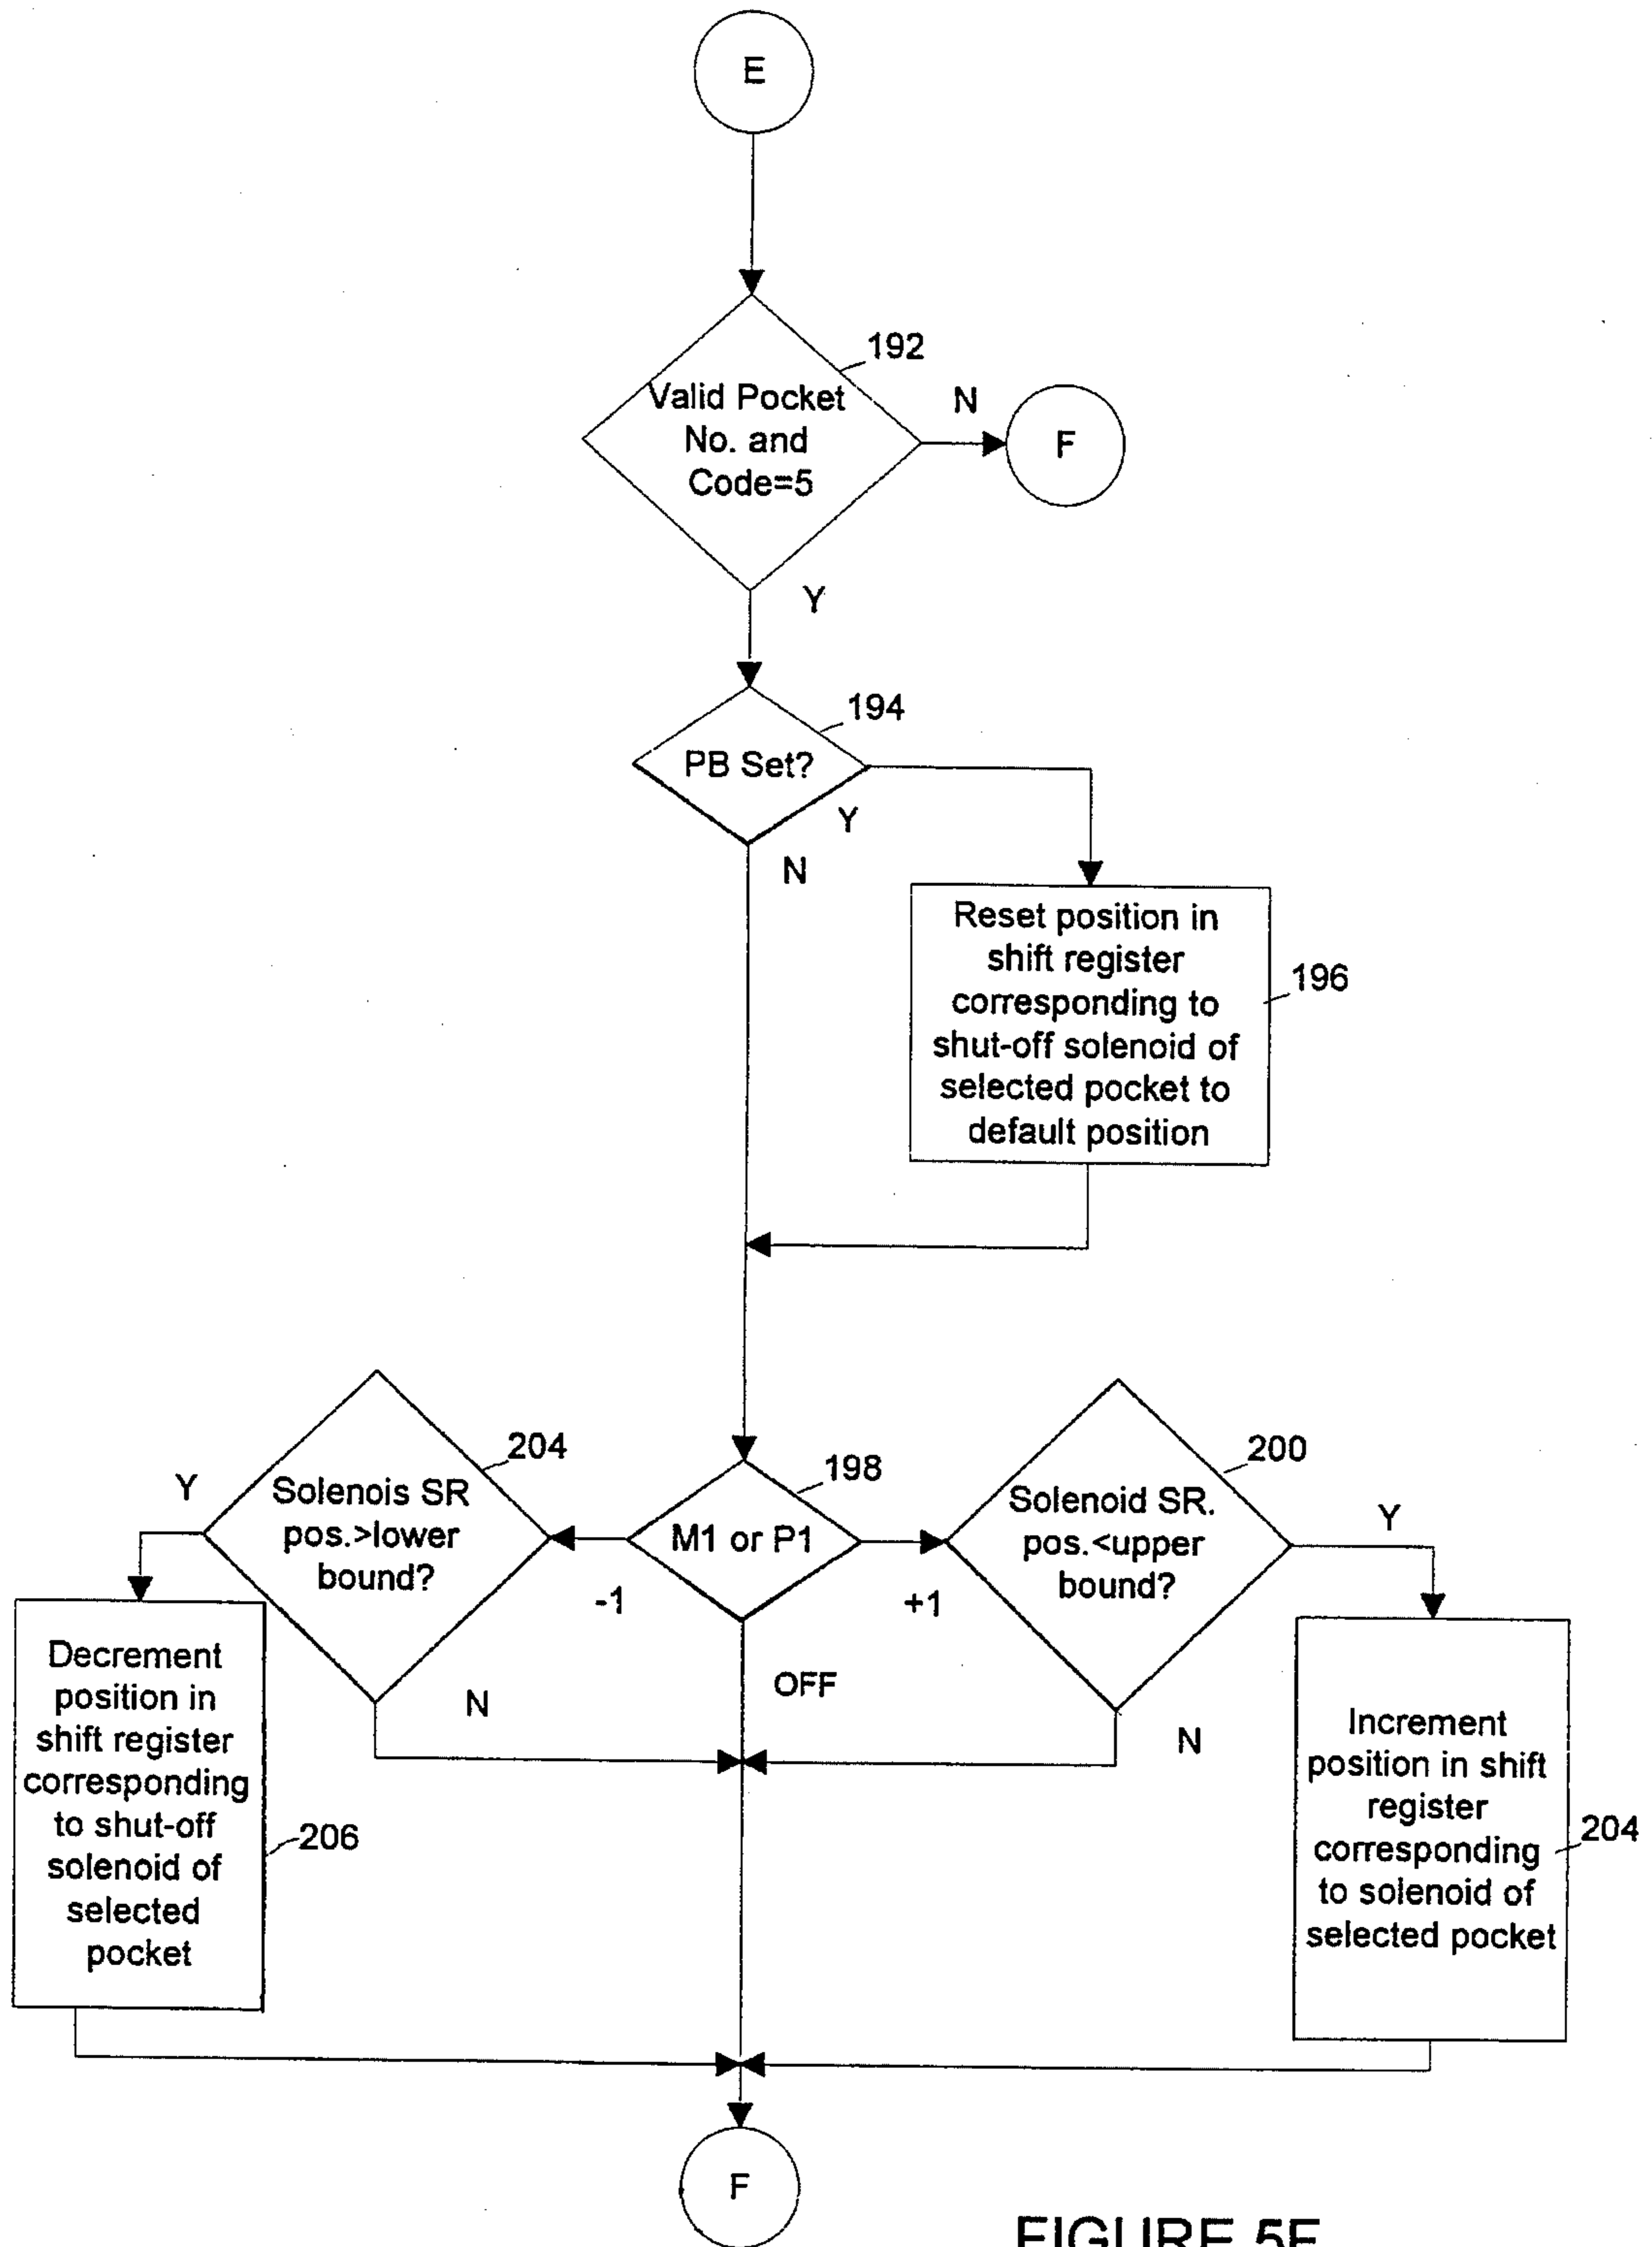 E
192
Valid Pocket
No. and
Code=5
N
F
Y
194
PB Set?
Y
N
Reset position in
shift register
corresponding to
shut-off solenoid of
selected pocket to
default position
196
204
Y
Solenois SR
pos.>lower
bound?
198
M1 or P1
-1
+1
OFF
200
Solenoid SR.
pos.<upper
bound?
Y
N
N
Decrement
position in
shift register
corresponding
to shut-off
solenoid of
selected
pocket
206
Increment
position in shift
register
corresponding
to solenoid of
selected pocket
204
F